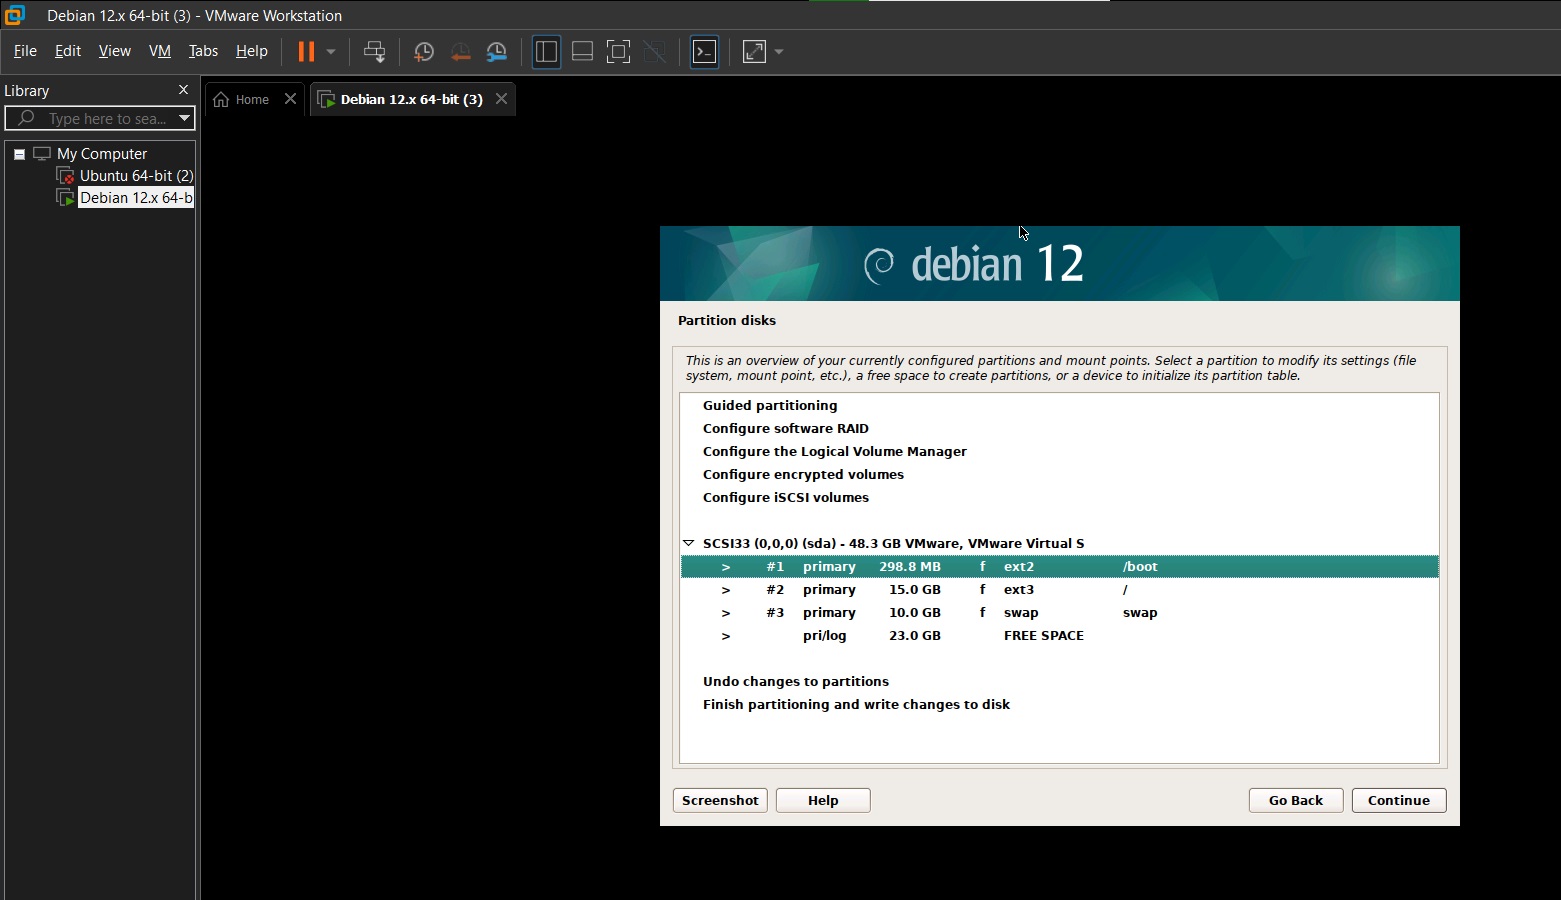 Debian 12.x 64-bit (3) - VMware Workstation
File Edit View VM Tabs Help
Library
Type here to sea...
Home
Debian 12.x 64-bit (3)
My Computer
Ubuntu 64-bit (2)
Debian 12.x 64-b
debian 12
Partition disks
This is an overview of your currently configured partitions and mount points. Select a partition to modify its settings (file
system, mount point, etc.), a free space to create partitions, or a device to initialize its partition table.
Guided partitioning
Configure software RAID
Configure the Logical Volume Manager
Configure encrypted volumes
Configure iSCSI volumes
SCSI33 (0,0,0) (sda) - 48.3 GB VMware, VMware Virtual S
> #1 primary 298.8 MB f ext2 /boot
> #2 primary 15.0 GB f ext3 /
> #3 primary 10.0 GB f swap swap
> pri/log 23.0 GB FREE SPACE
Undo changes to partitions
Finish partitioning and write changes to disk
Screenshot Help Go Back Continue